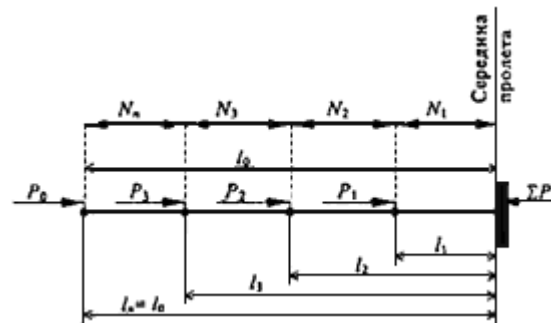 Середина
пролета
Nₙ N₃ N₂ N₁
l₀
P₀ P₃ P₂ P₁ ΣP
l₁
l₂
l₃
lₙ = l₀